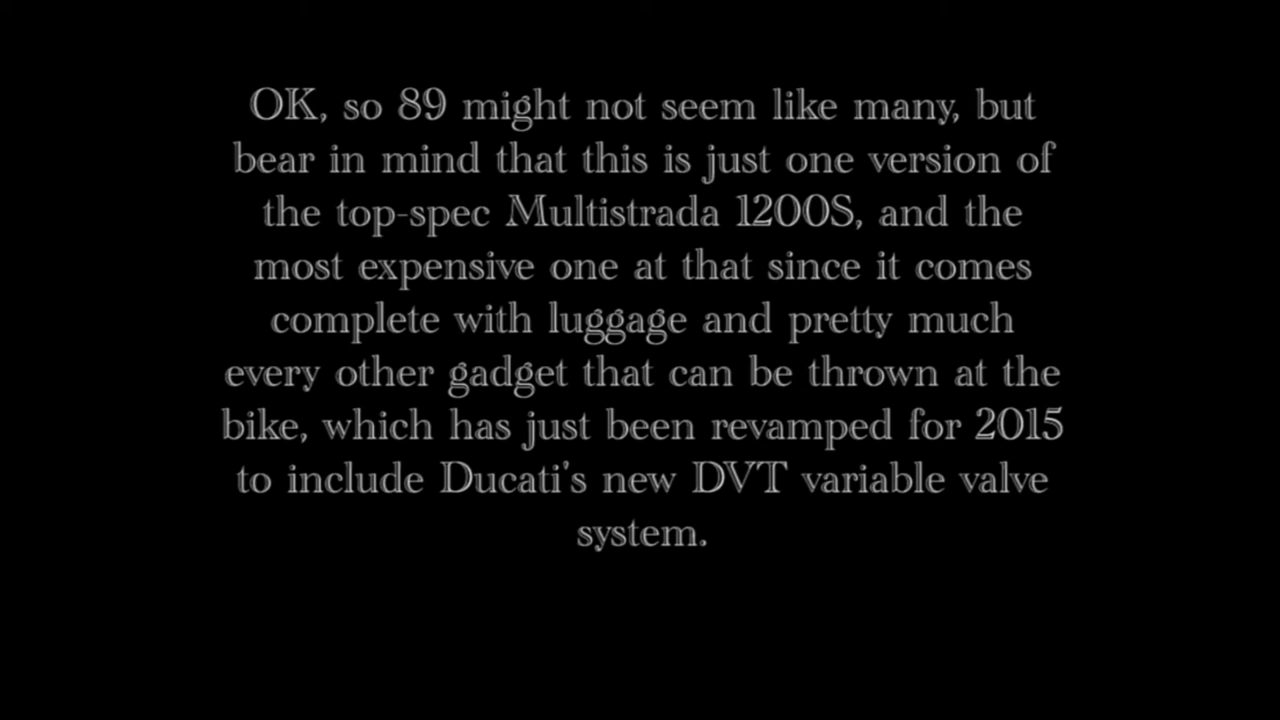 OK, so 89 might not seem like many, but
bear in mind that this is just one version of
the top-spec Multistrada 1200S, and the
most expensive one at that since it comes
complete with luggage and pretty much
every other gadget that can be thrown at the
bike, which has just been revamped for 2015
to include Ducati's new DVT variable valve
system.